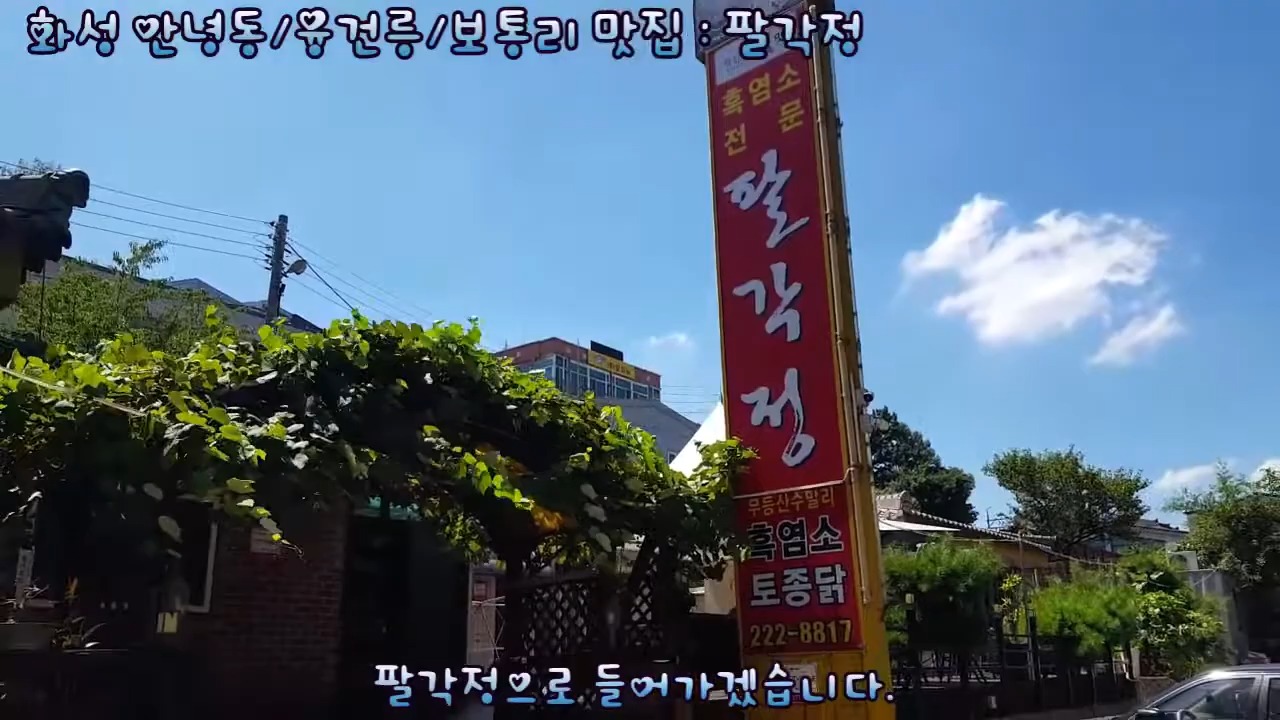 화성 안녕동/융건릉/보통리 맛집 : 팔각정
흑염소
전 문
팔각정
무등산수밀리
흑염소
토종닭
222-8817
팔각정으로 들어가겠습니다.